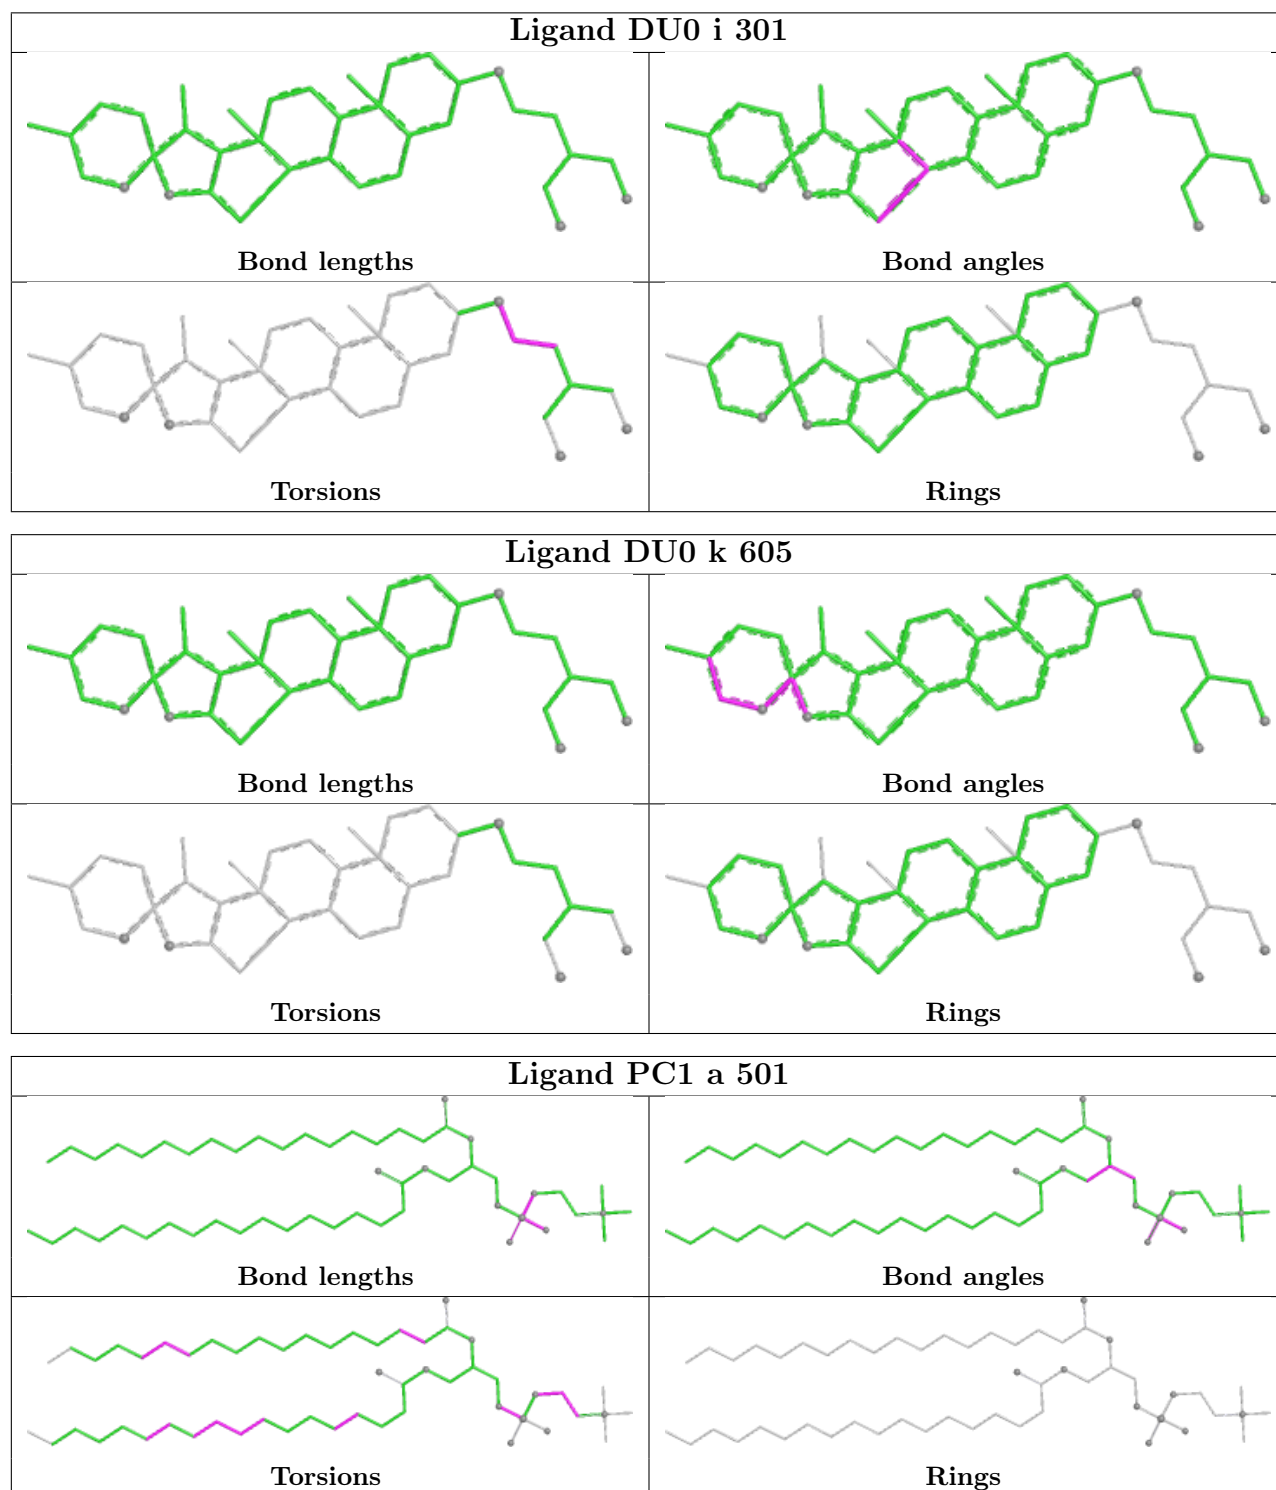 Ligand DU0 i 301
Bond lengths
Bond angles
Torsions
Rings
Ligand DU0 k 605
Bond lengths
Bond angles
Torsions
Rings
Ligand PC1 a 501
Bond lengths
Bond angles
Torsions
Rings